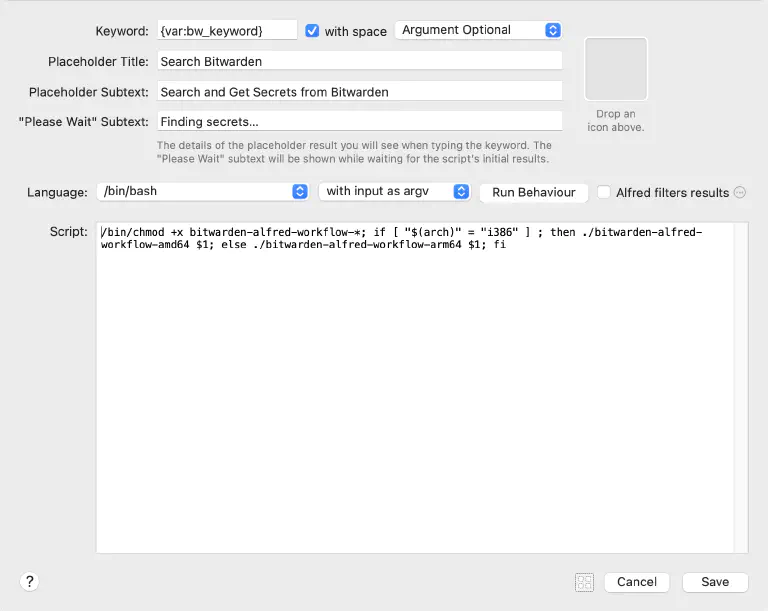 Keyword: {var:bw_keyword} with space Argument Optional
Placeholder Title: Search Bitwarden
Placeholder Subtext: Search and Get Secrets from Bitwarden
"Please Wait" Subtext: Finding secrets...
Drop an
icon above.
The details of the placeholder result you will see when typing the keyword. The
"Please Wait" subtext will be shown while waiting for the script's initial results.
Language: /bin/bash with input as argv Run Behaviour Alfred filters results
Script: /bin/chmod +x bitwarden-alfred-workflow-*; if [ "$(arch)" = "i386" ] ; then ./bitwarden-alfred-
workflow-amd64 $1; else ./bitwarden-alfred-workflow-arm64 $1; fi
? Cancel Save